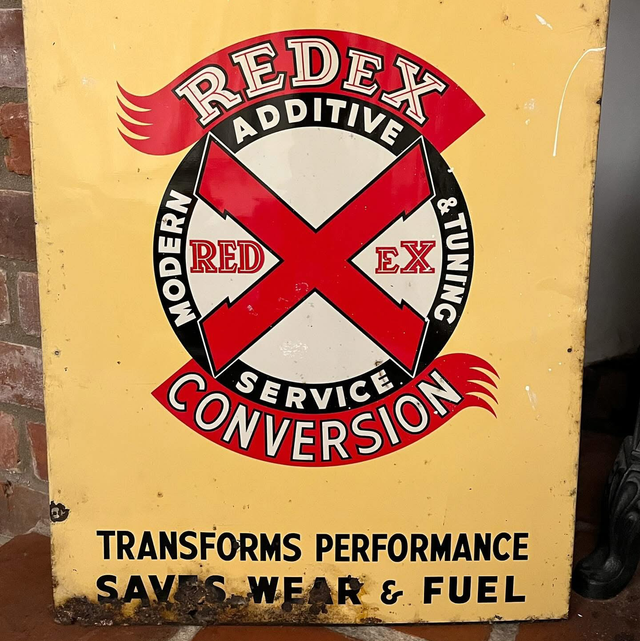 REDEX
ADDITIVE
MODERN
RED EX
& TUNING
SERVICE
CONVERSION
TRANSFORMS PERFORMANCE
SAVES WEAR & FUEL